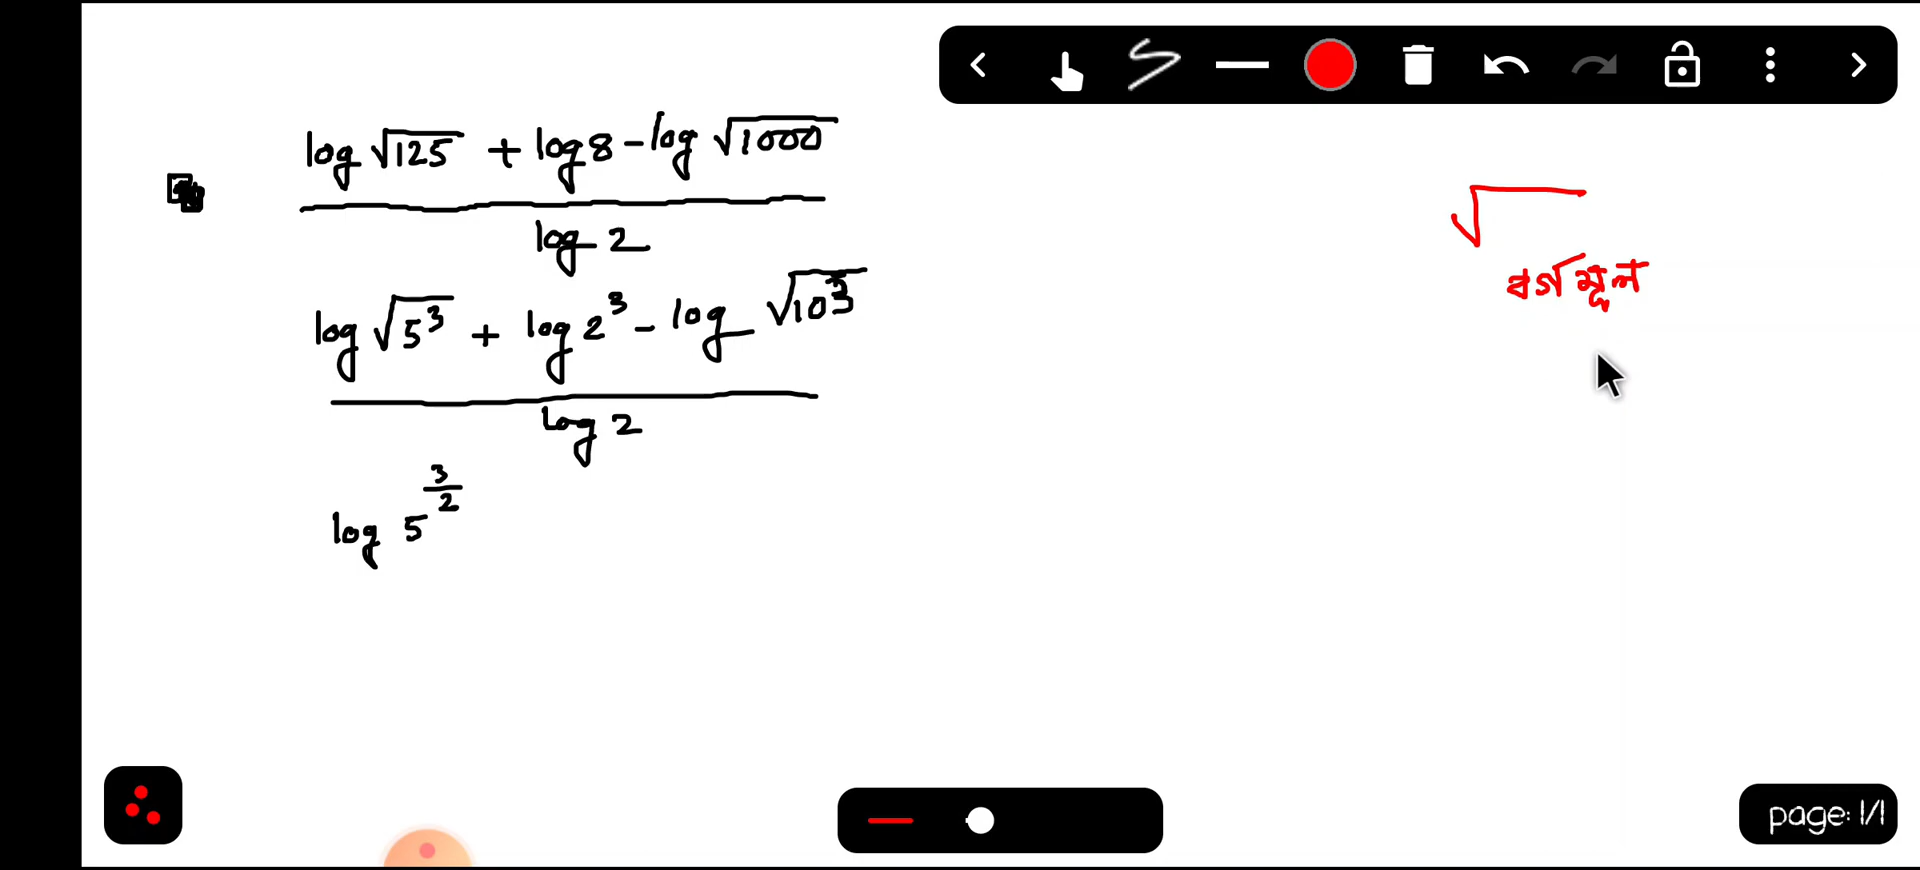 log √125 + log 8 - log √1000
log 2
log √5³ + log 2³ - log √10³
log 2
log 5^(3/2)
√
বর্গমূল
page: 1/1